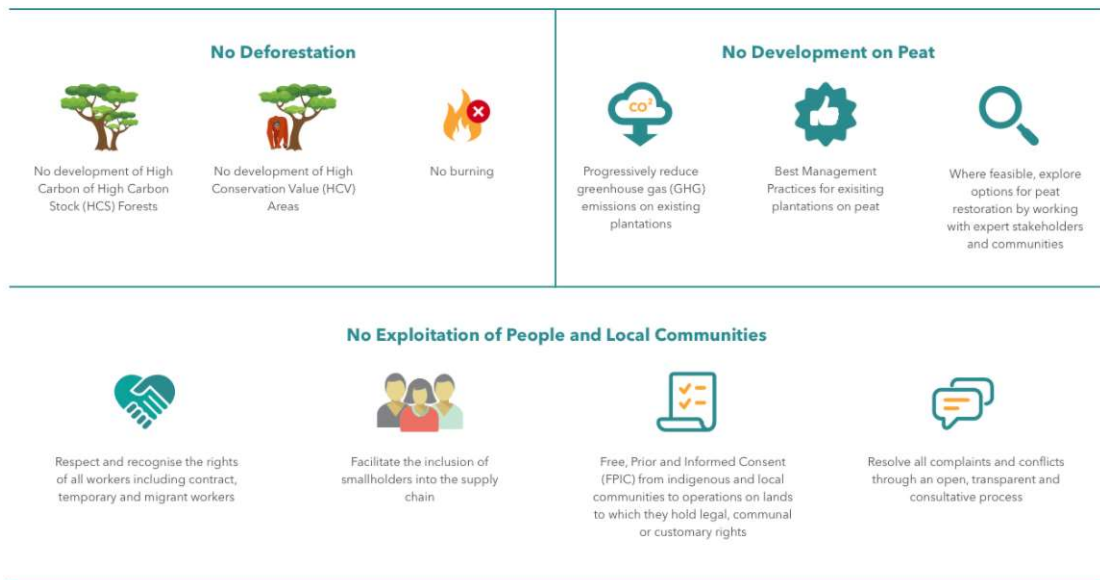 No Deforestation
No development of High
Carbon of High Carbon
Stock (HCS) Forests
No development of High
Conservation Value (HCV)
Areas
No burning
No Development on Peat
CO²
Progressively reduce
greenhouse gas (GHG)
emissions on existing
plantations
Best Management
Practices for exisiting
plantations on peat
Where feasible, explore
options for peat
restoration by working
with expert stakeholders
and communities
No Exploitation of People and Local Communities
Respect and recognise the rights
of all workers including contract,
temporary and migrant workers
Facilitate the inclusion of
smallholders into the supply
chain
Free, Prior and Informed Consent
(FPIC) from indigenous and local
communities to operations on lands
to which they hold legal, communal
or customary rights
Resolve all complaints and conflicts
through an open, transparent and
consultative process